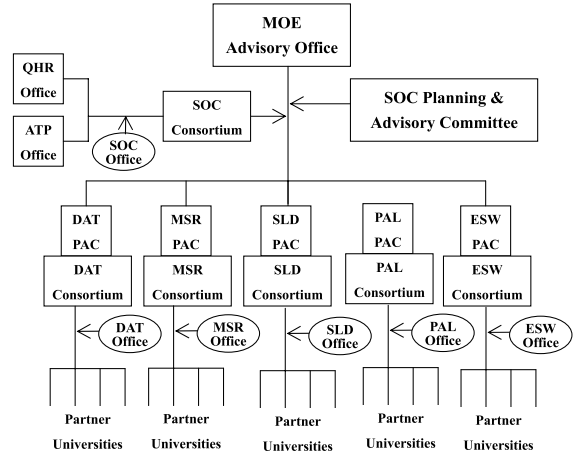 MOE
Advisory Office
QHR
Office
ATP
Office
SOC
Office
SOC
Consortium
SOC Planning &
Advisory Committee
DAT
PAC
DAT
Consortium
MSR
PAC
MSR
Consortium
SLD
PAC
SLD
Consortium
PAL
PAC
PAL
Consortium
ESW
PAC
ESW
Consortium
DAT
Office
MSR
Office
SLD
Office
PAL
Office
ESW
Office
Partner
Universities
Partner
Universities
Partner
Universities
Partner
Universities
Partner
Universities